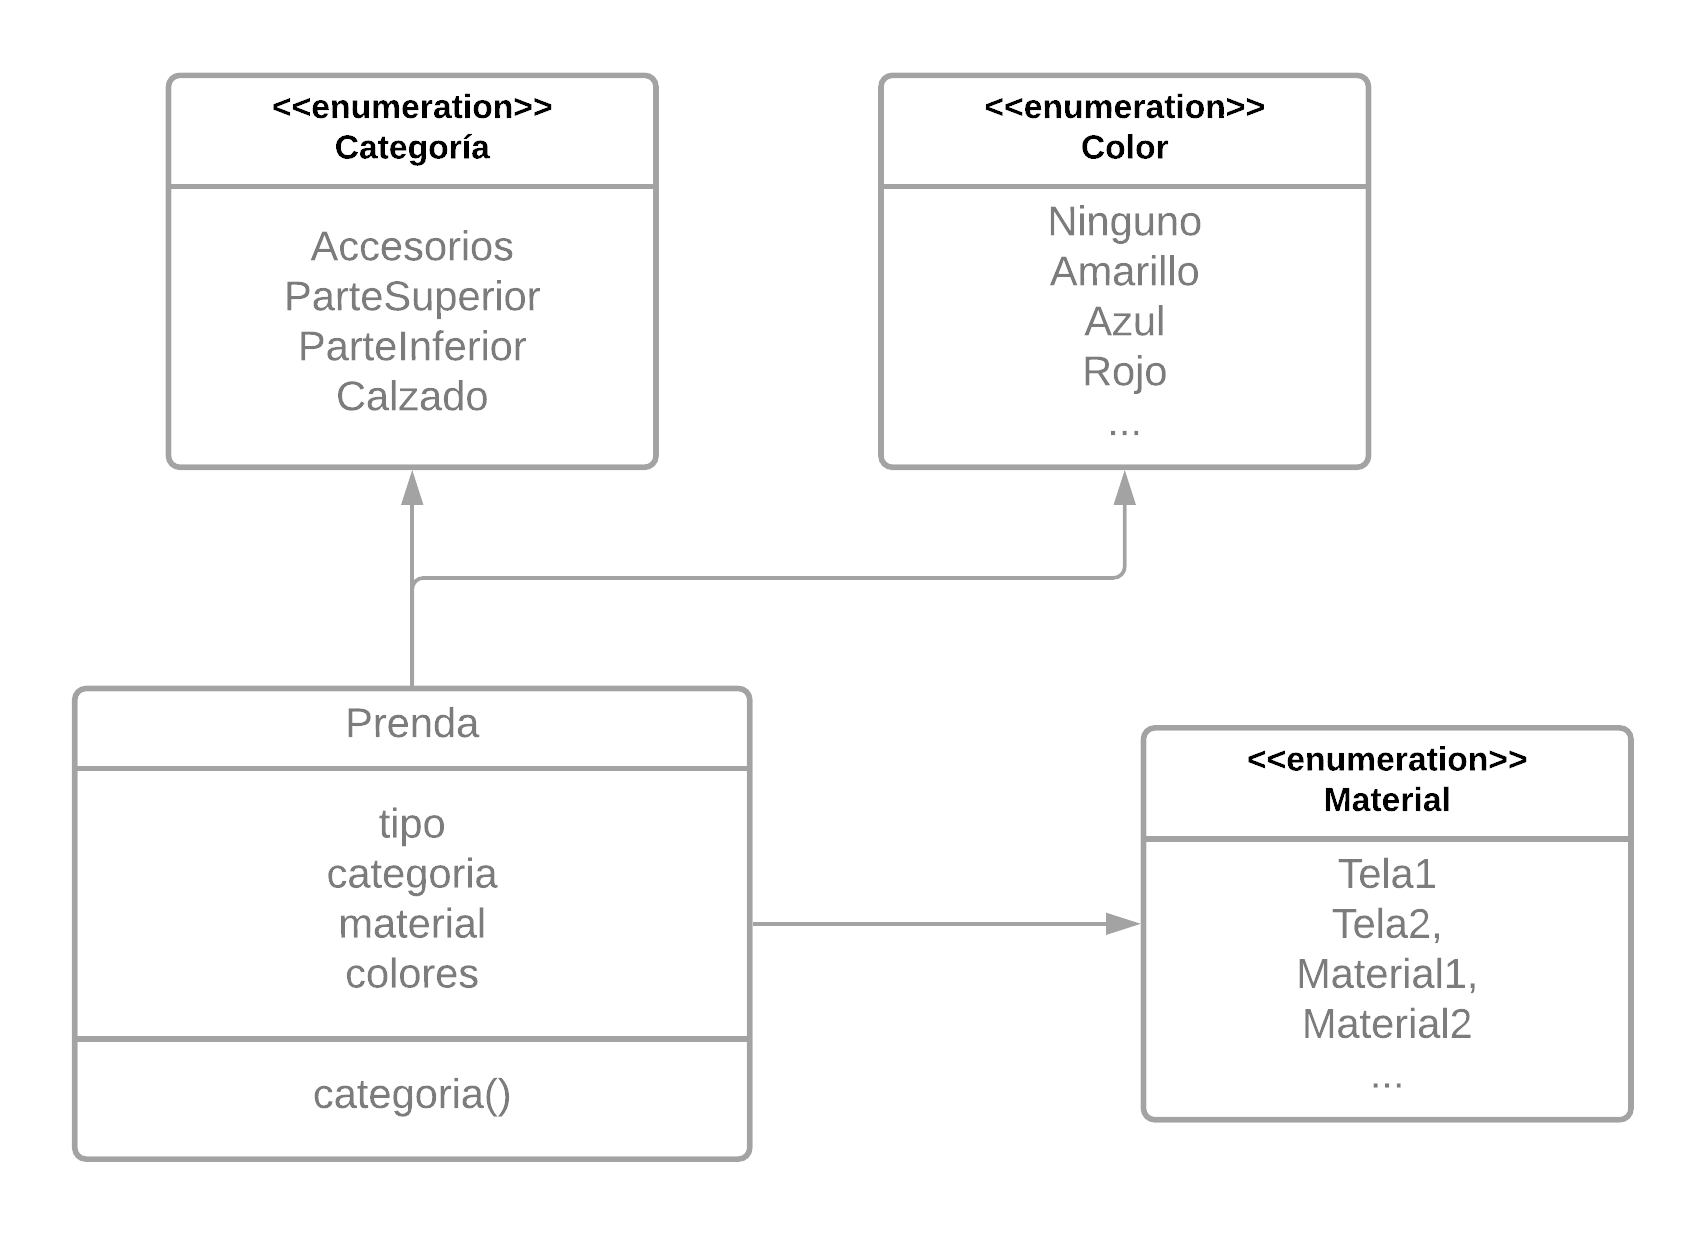 <<enumeration>>
Categoría
Accesorios
ParteSuperior
ParteInferior
Calzado
<<enumeration>>
Color
Ninguno
Amarillo
Azul
Rojo
...
Prenda
tipo
categoria
material
colores
categoria()
<<enumeration>>
Material
Tela1
Tela2,
Material1,
Material2
...